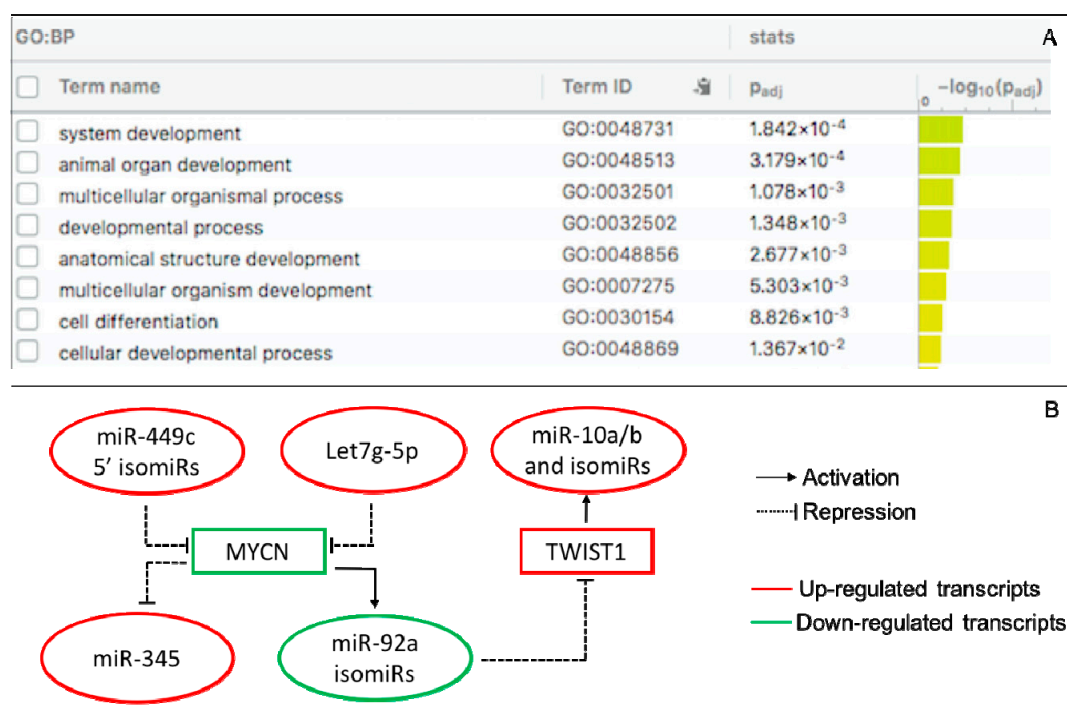 GO:BP stats A
Term name Term ID padj -log10(padj)
0
system development GO:0048731 1.842×10-4
animal organ development GO:0048513 3.179×10-4
multicellular organismal process GO:0032501 1.078×10-3
developmental process GO:0032502 1.348×10-3
anatomical structure development GO:0048856 2.677×10-3
multicellular organism development GO:0007275 5.303×10-3
cell differentiation GO:0030154 8.826×10-3
cellular developmental process GO:0048869 1.367×10-2
B
miR-449c
5′ isomiRs
Let7g-5p
miR-10a/b
and isomiRs
Activation
Repression
MYCN
TWIST1
Up-regulated transcripts
Down-regulated transcripts
miR-345
miR-92a
isomiRs